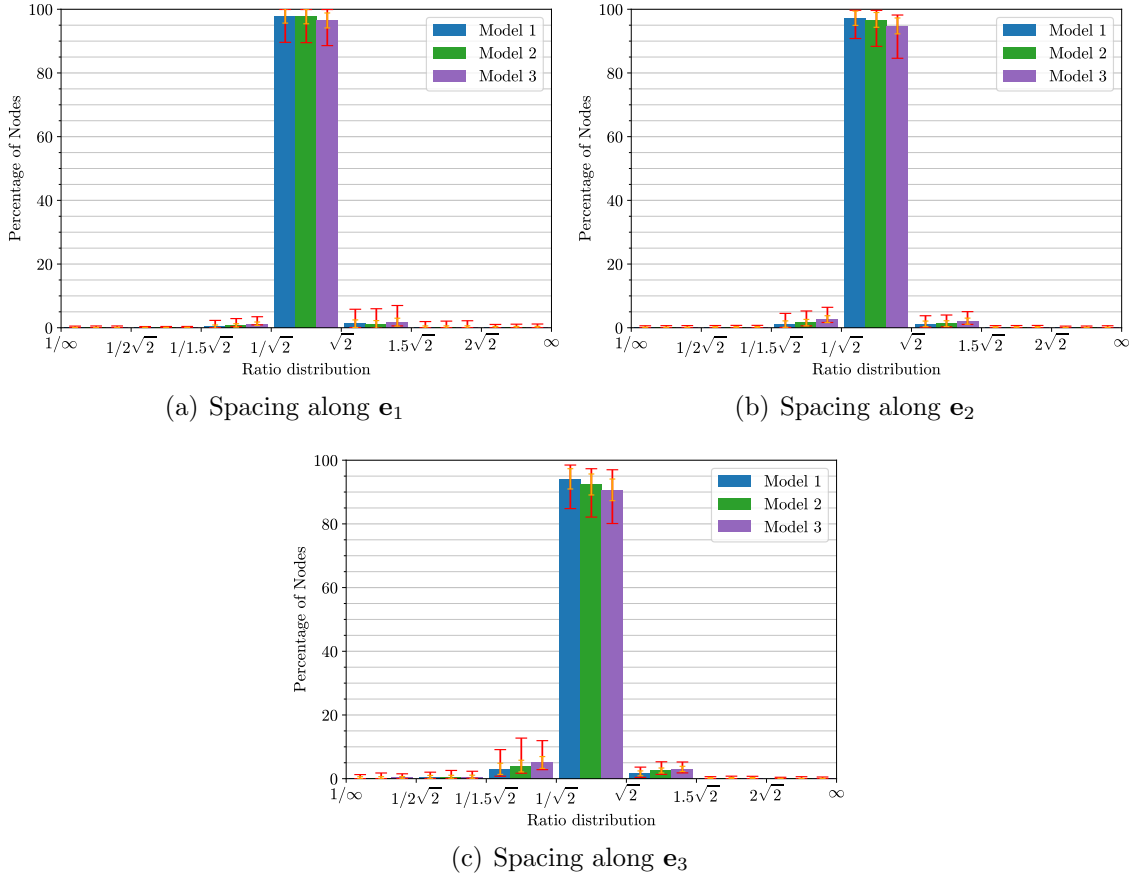 100
80
60
40
20
0
Percentage of Nodes
Model 1
Model 2
Model 3
1/∞ 1/2√2 1/1.5√2 1/√2 √2 1.5√2 2√2 ∞
Ratio distribution
(a) Spacing along e₁
100
80
60
40
20
0
Percentage of Nodes
Model 1
Model 2
Model 3
1/∞ 1/2√2 1/1.5√2 1/√2 √2 1.5√2 2√2 ∞
Ratio distribution
(b) Spacing along e₂
100
80
60
40
20
0
Percentage of Nodes
Model 1
Model 2
Model 3
1/∞ 1/2√2 1/1.5√2 1/√2 √2 1.5√2 2√2 ∞
Ratio distribution
(c) Spacing along e₃